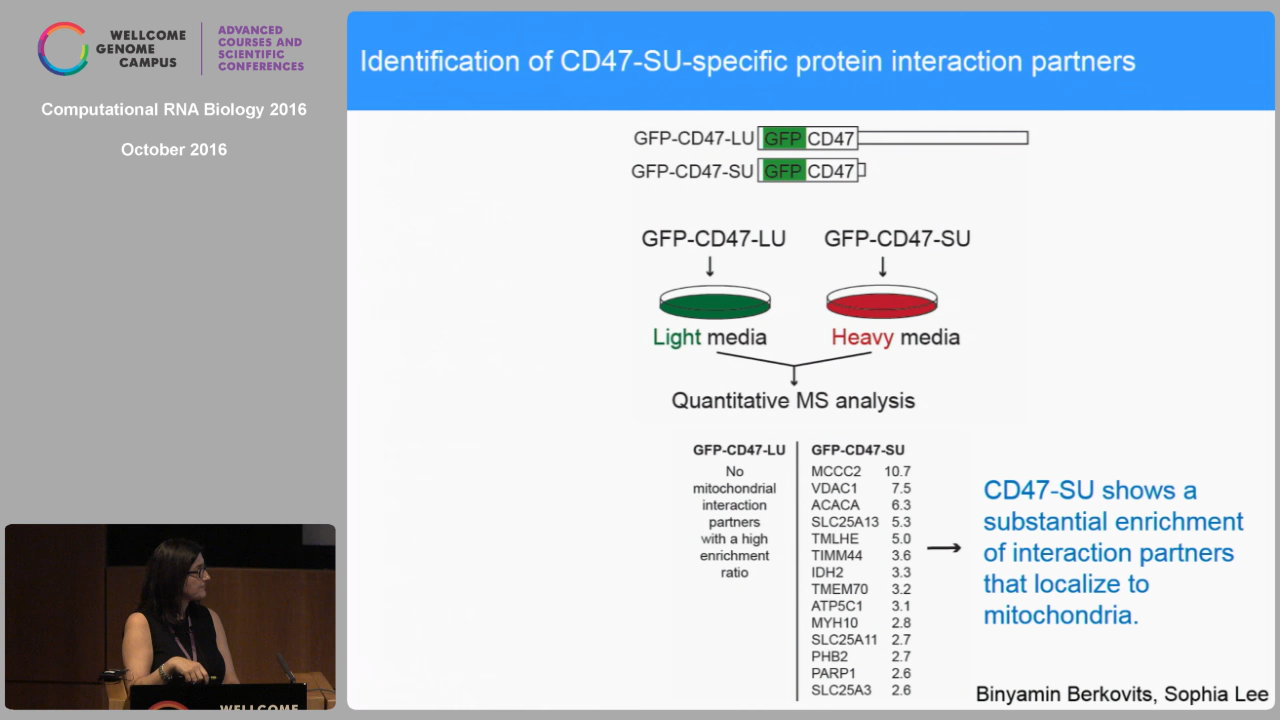 WELLCOME
GENOME
CAMPUS
ADVANCED
COURSES AND
SCIENTIFIC
CONFERENCES
Computational RNA Biology 2016
October 2016
Identification of CD47-SU-specific protein interaction partners
GFP-CD47-LU GFP CD47
GFP-CD47-SU GFP CD47
GFP-CD47-LU GFP-CD47-SU
Light media Heavy media
Quantitative MS analysis
GFP-CD47-LU
No
mitochondrial
interaction
partners
with a high
enrichment
ratio
GFP-CD47-SU
MCCC2 10.7
VDAC1 7.5
ACACA 6.3
SLC25A13 5.3
TMLHE 5.0
TIMM44 3.6
IDH2 3.3
TMEM70 3.2
ATP5C1 3.1
MYH10 2.8
SLC25A11 2.7
PHB2 2.7
PARP1 2.6
SLC25A3 2.6
CD47-SU shows a
substantial enrichment
of interaction partners
that localize to
mitochondria.
Binyamin Berkovits, Sophia Lee
WELLCOME